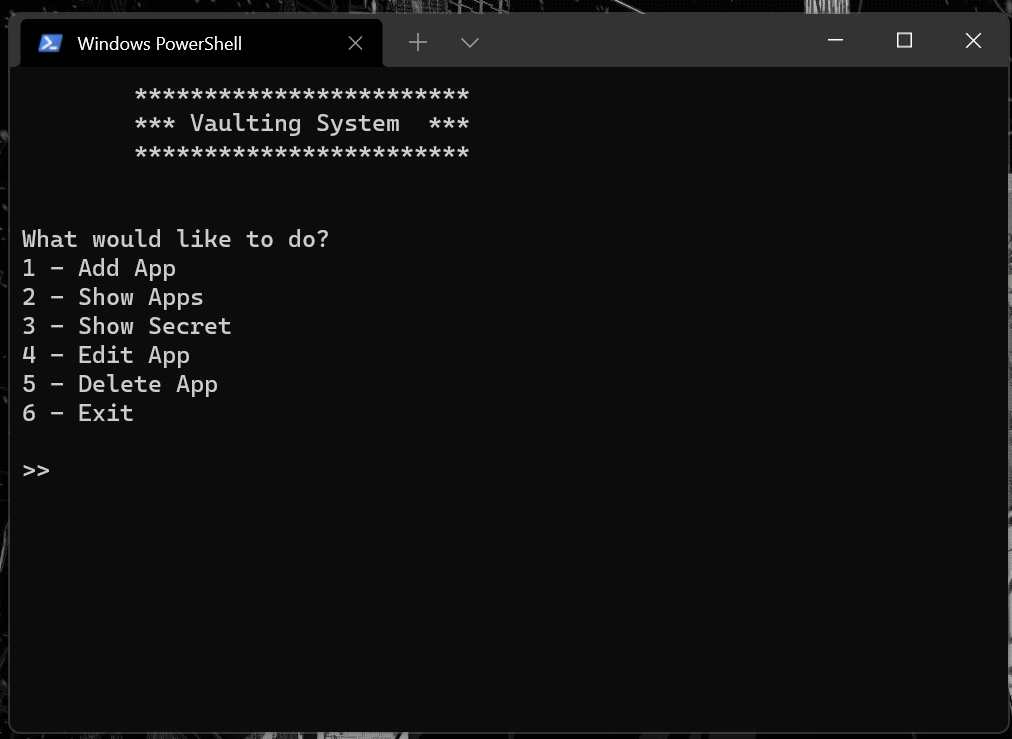 Windows PowerShell
************************
*** Vaulting System  ***
************************
What would like to do?
1 - Add App
2 - Show Apps
3 - Show Secret
4 - Edit App
5 - Delete App
6 - Exit
>>